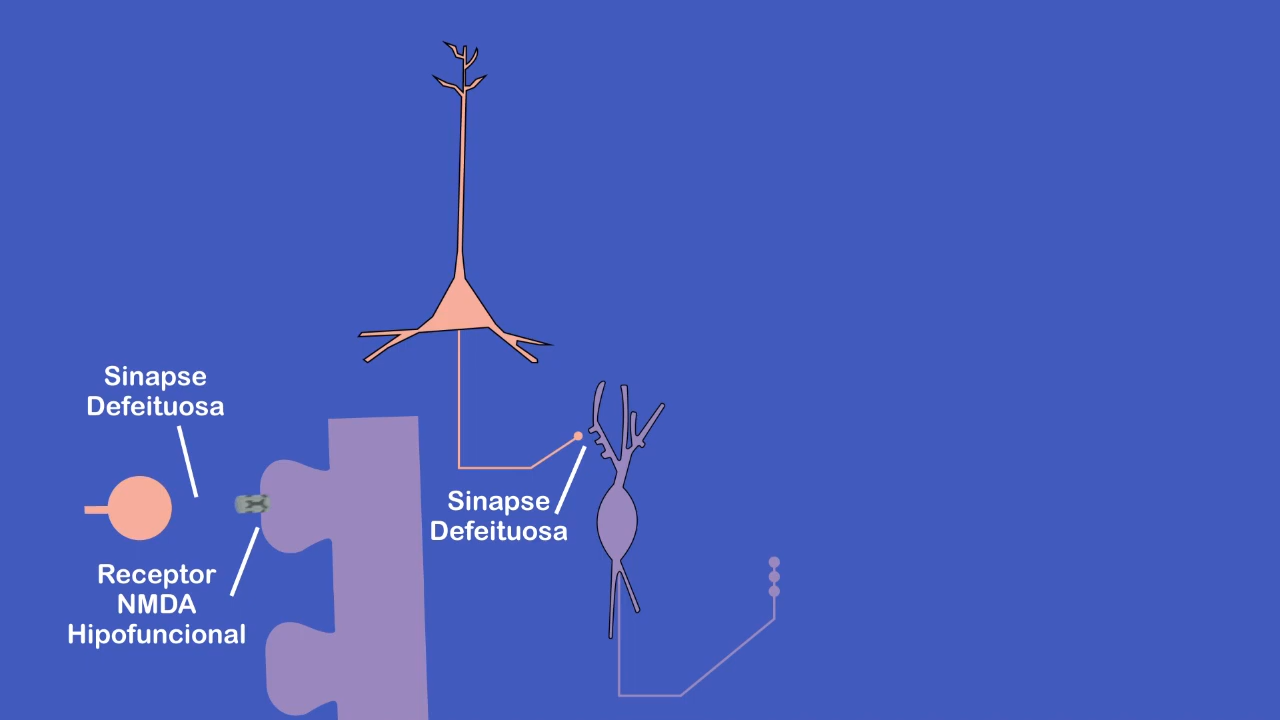 Sinapse
Defeituosa
Receptor
NMDA
Hipofuncional
Sinapse
Defeituosa